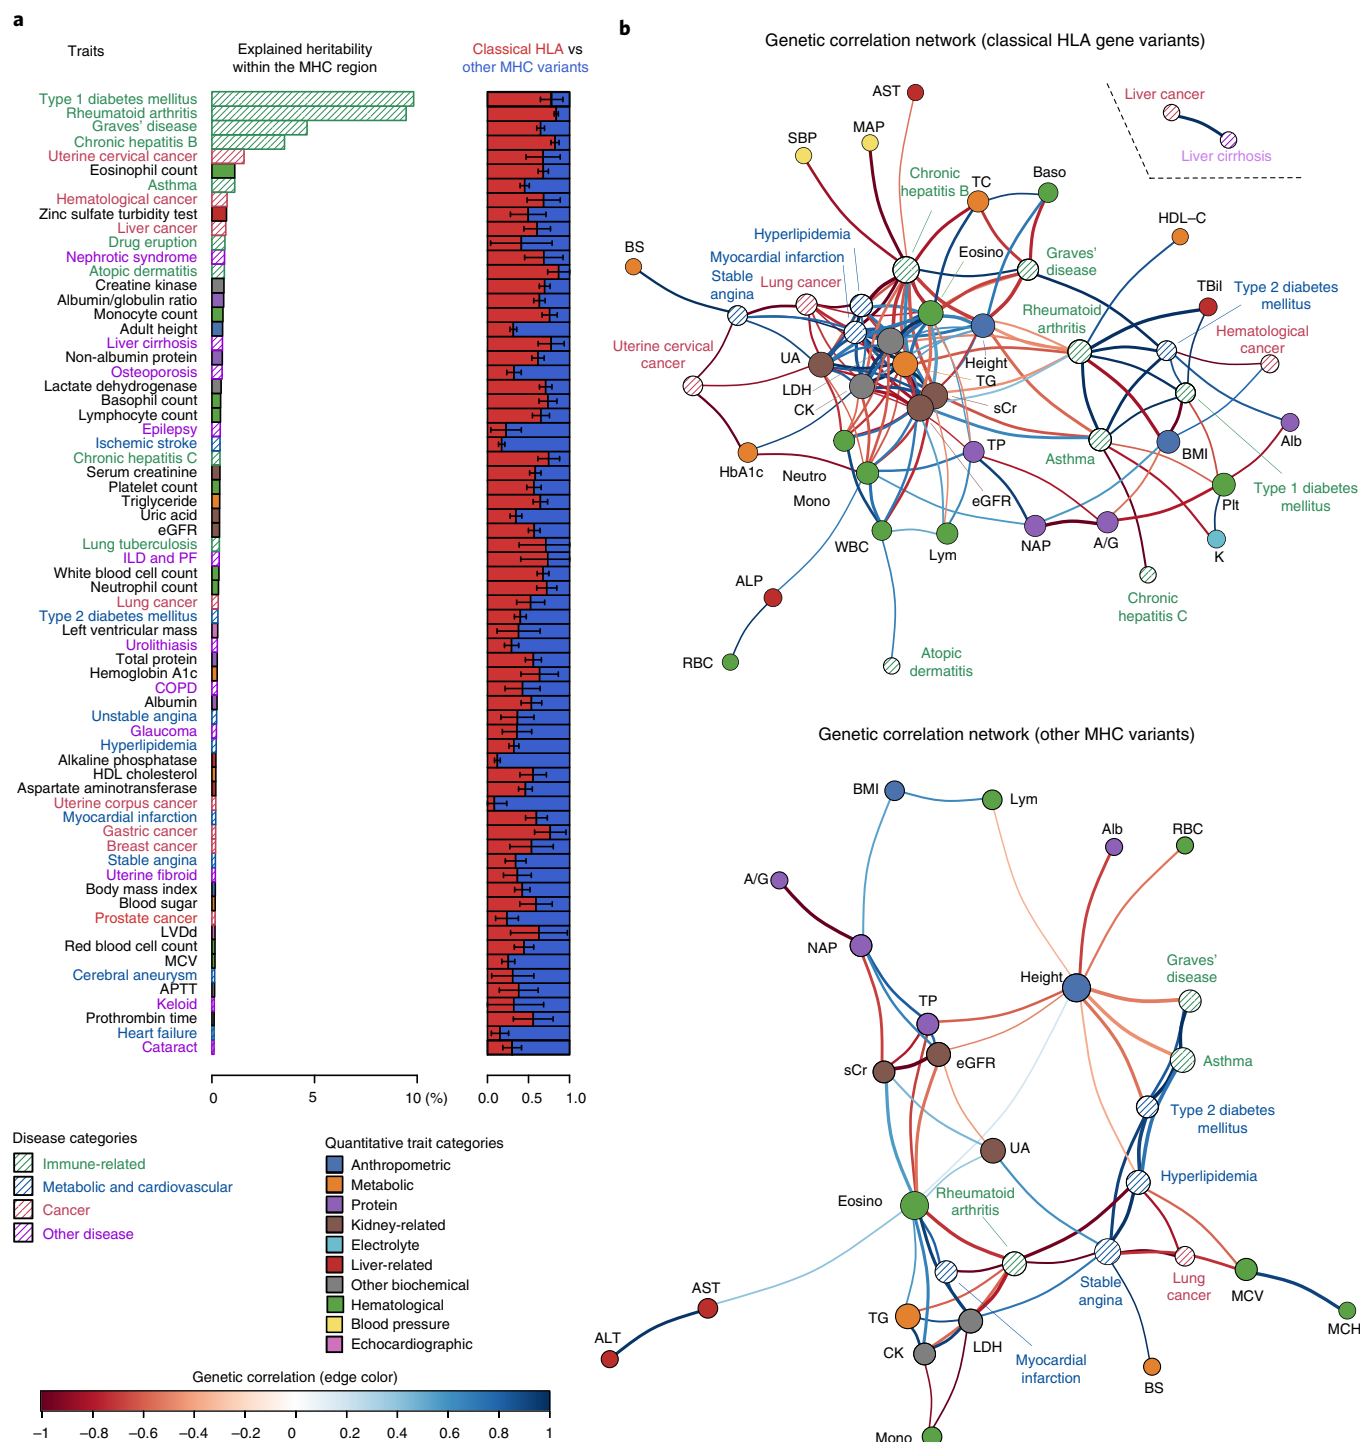 a
Traits
Explained heritability
within the MHC region
Classical HLA vs
other MHC variants
Type 1 diabetes mellitus
Rheumatoid arthritis
Graves' disease
Chronic hepatitis B
Uterine cervical cancer
Eosinophil count
Asthma
Hematological cancer
Zinc sulfate turbidity test
Liver cancer
Drug eruption
Nephrotic syndrome
Atopic dermatitis
Creatine kinase
Albumin/globulin ratio
Monocyte count
Adult height
Liver cirrhosis
Non-albumin protein
Osteoporosis
Lactate dehydrogenase
Basophil count
Lymphocyte count
Epilepsy
Ischemic stroke
Chronic hepatitis C
Serum creatinine
Platelet count
Triglyceride
Uric acid
eGFR
Lung tuberculosis
ILD and PF
White blood cell count
Neutrophil count
Lung cancer
Type 2 diabetes mellitus
Left ventricular mass
Urolithiasis
Total protein
Hemoglobin A1c
COPD
Albumin
Unstable angina
Glaucoma
Hyperlipidemia
Alkaline phosphatase
HDL cholesterol
Aspartate aminotransferase
Uterine corpus cancer
Myocardial infarction
Gastric cancer
Breast cancer
Stable angina
Uterine fibroid
Body mass index
Blood sugar
Prostate cancer
LVDd
Red blood cell count
MCV
Cerebral aneurysm
APTT
Keloid
Prothrombin time
Heart failure
Cataract
0 5 10 (%)
0.0 0.5 1.0
Disease categories
Immune-related
Metabolic and cardiovascular
Cancer
Other disease
Quantitative trait categories
Anthropometric
Metabolic
Protein
Kidney-related
Electrolyte
Liver-related
Other biochemical
Hematological
Blood pressure
Echocardiographic
Genetic correlation (edge color)
−1 −0.8 −0.6 −0.4 −0.2 0 0.2 0.4 0.6 0.8 1
b
Genetic correlation network (classical HLA gene variants)
AST
Liver cancer
Liver cirrhosis
SBP
MAP
Chronic
hepatitis B
TC
Baso
HDL–C
BS
Hyperlipidemia
Myocardial infarction
Stable
angina
Lung cancer
Eosino
Graves'
disease
TBil
Type 2 diabetes
mellitus
Rheumatoid
arthritis
Hematological
cancer
Uterine cervical
cancer
UA
LDH
CK
Height
TG
sCr
Alb
HbA1c
Neutro
Mono
TP
eGFR
Asthma
BMI
Type 1 diabetes
mellitus
Plt
WBC
Lym
NAP
A/G
K
ALP
Chronic
hepatitis C
RBC
Atopic
dermatitis
Genetic correlation network (other MHC variants)
BMI
Lym
Alb
RBC
A/G
NAP
Height
Graves'
disease
TP
eGFR
sCr
Asthma
Type 2 diabetes
mellitus
UA
Hyperlipidemia
Eosino
Rheumatoid
arthritis
Stable
angina
Lung
cancer
MCV
MCH
AST
ALT
TG
CK
LDH
Myocardial
infarction
BS
Mono